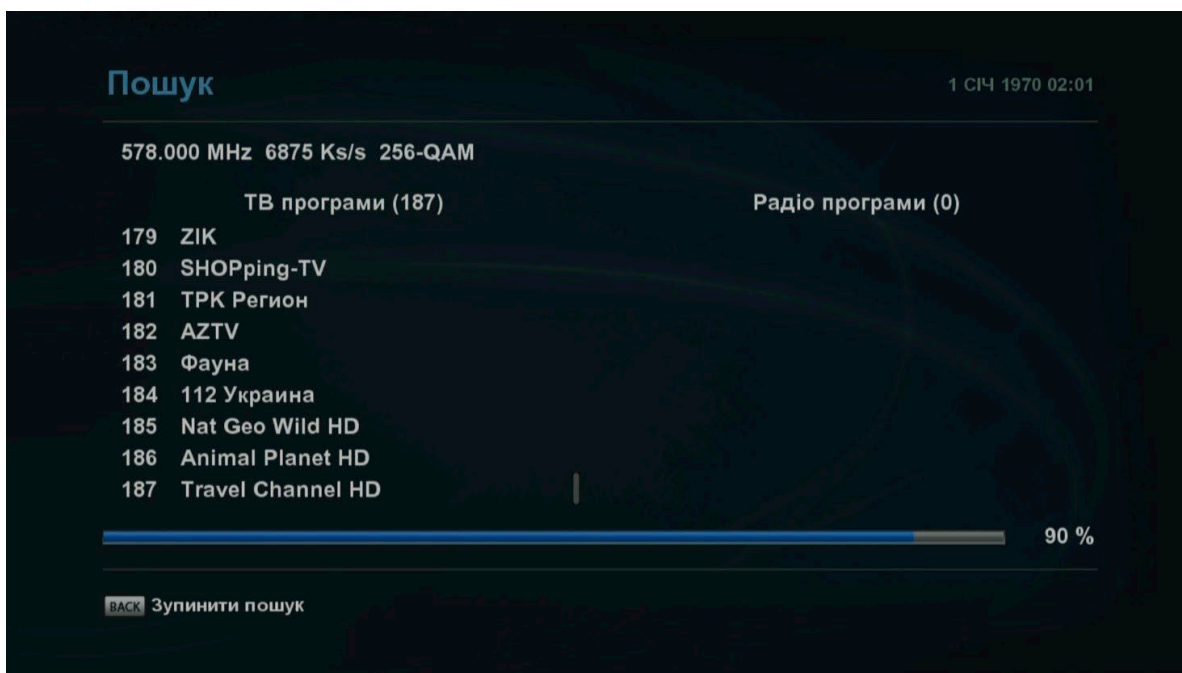 Пошук
1 СІЧ 1970 02:01
578.000 MHz 6875 Ks/s 256-QAM
ТВ програми (187)
Радіо програми (0)
179 ZIK
180 SHOPping-TV
181 ТРК Регион
182 AZTV
183 Фауна
184 112 Украина
185 Nat Geo Wild HD
186 Animal Planet HD
187 Travel Channel HD
90 %
BACK Зупинити пошук